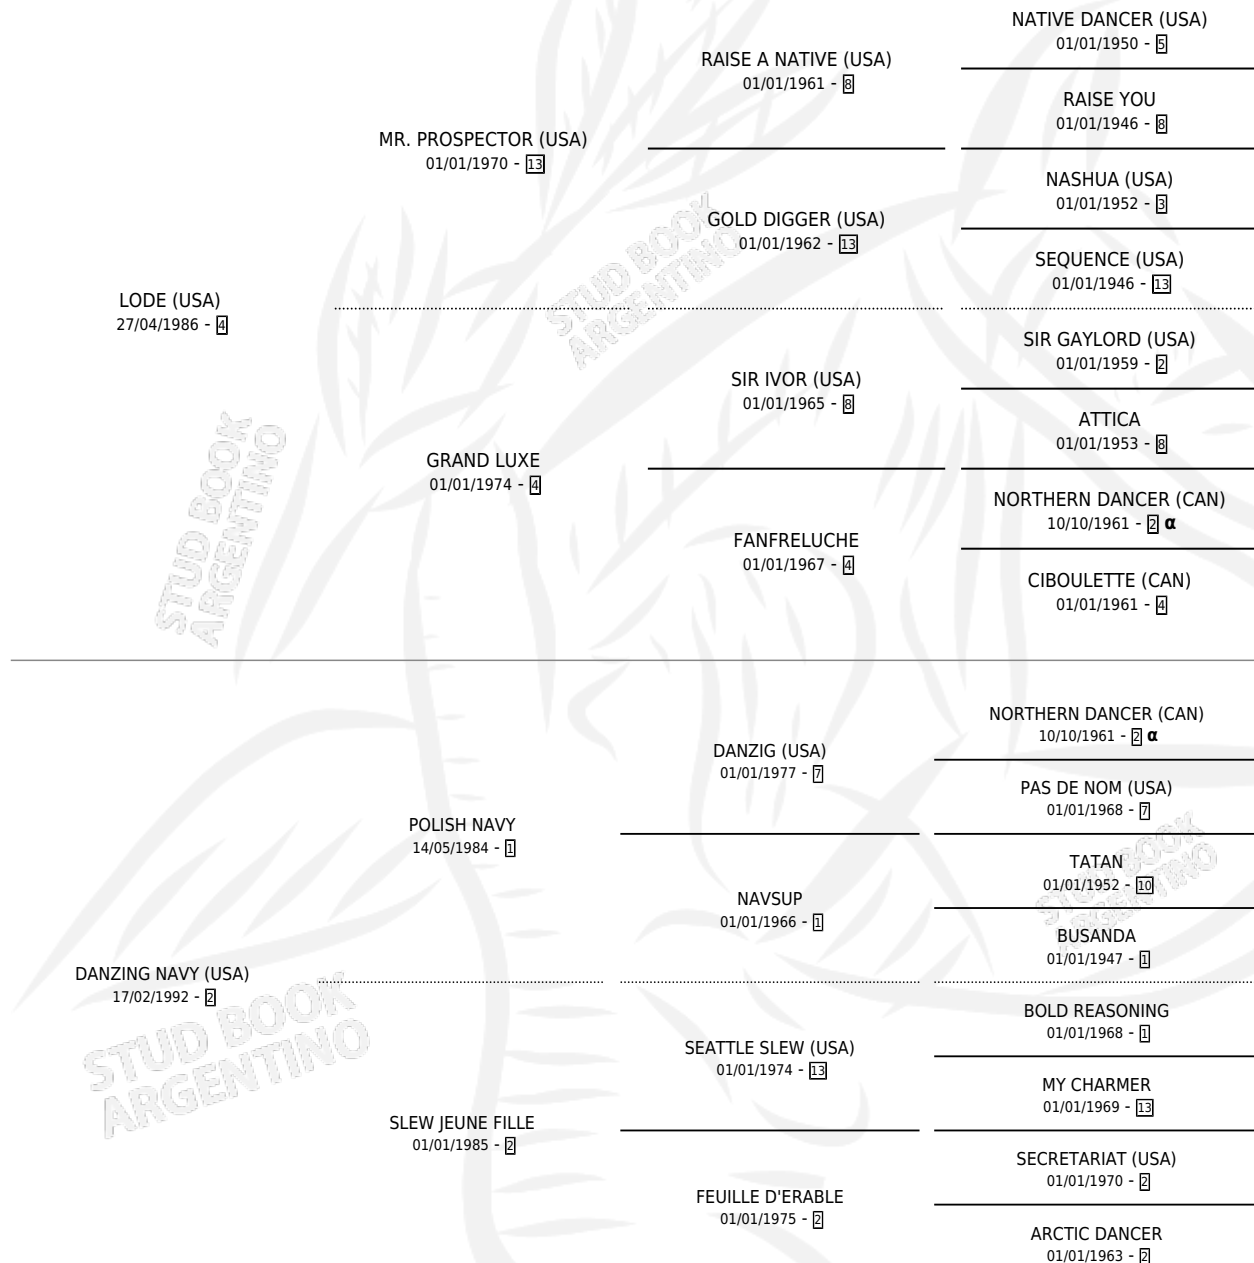 NATIVE DANCER (USA)
01/01/1950 - 5
RAISE A NATIVE (USA)
01/01/1961 - 8
RAISE YOU
01/01/1946 - 8
MR. PROSPECTOR (USA)
01/01/1970 - 13
NASHUA (USA)
01/01/1952 - 3
GOLD DIGGER (USA)
01/01/1962 - 13
SEQUENCE (USA)
01/01/1946 - 13
LODE (USA)
27/04/1986 - 4
SIR GAYLORD (USA)
01/01/1959 - 2
SIR IVOR (USA)
01/01/1965 - 8
ATTICA
01/01/1953 - 8
GRAND LUXE
01/01/1974 - 4
NORTHERN DANCER (CAN)
10/10/1961 - 2 α
FANFRELUCHE
01/01/1967 - 4
CIBOULETTE (CAN)
01/01/1961 - 4
NORTHERN DANCER (CAN)
10/10/1961 - 2 α
DANZIG (USA)
01/01/1977 - 7
PAS DE NOM (USA)
01/01/1968 - 7
POLISH NAVY
14/05/1984 - 1
TATAN
01/01/1952 - 10
NAVSUP
01/01/1966 - 1
BUSANDA
01/01/1947 - 1
DANZING NAVY (USA)
17/02/1992 - 2
BOLD REASONING
01/01/1968 - 1
SEATTLE SLEW (USA)
01/01/1974 - 13
MY CHARMER
01/01/1969 - 13
SLEW JEUNE FILLE
01/01/1985 - 2
SECRETARIAT (USA)
01/01/1970 - 2
FEUILLE D'ERABLE
01/01/1975 - 2
ARCTIC DANCER
01/01/1963 - 2
STUD BOOK
ARGENTINO
STUD BOOK
ARGENTINO
STUD BOOK
ARGENTINO
STUD BOOK
ARGENTINO